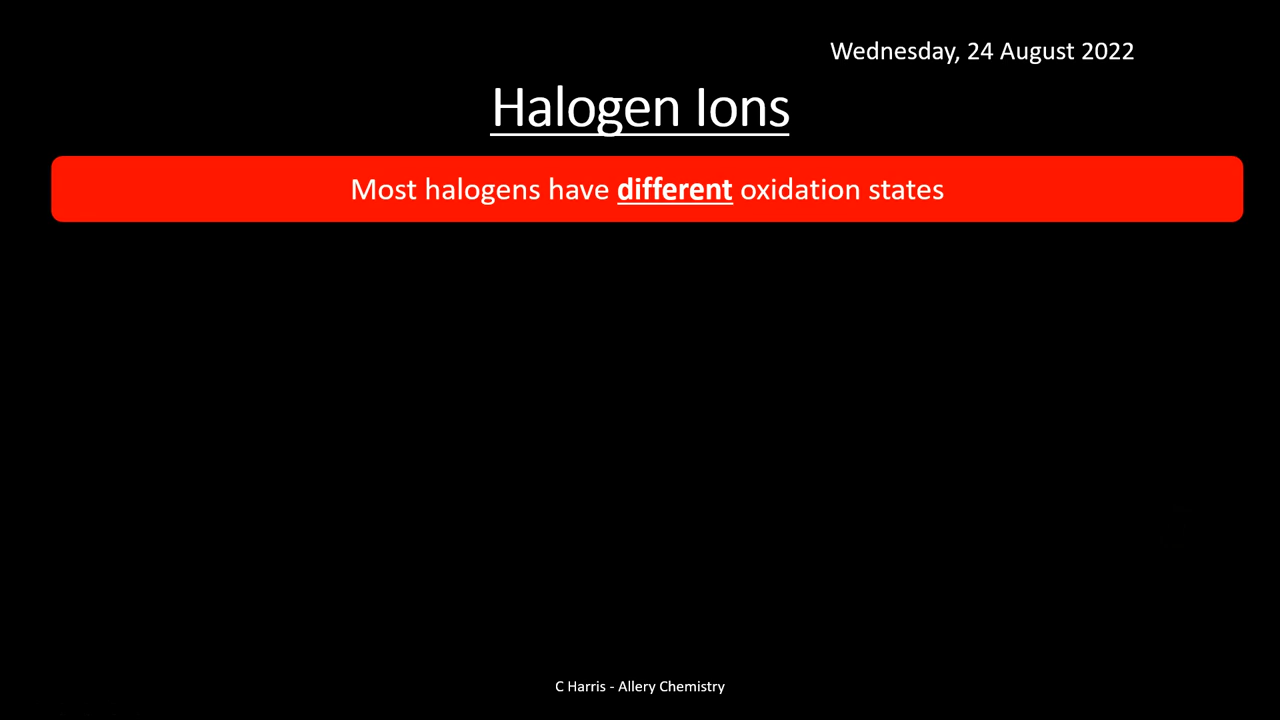 Wednesday, 24 August 2022
Halogen Ions
Most halogens have different oxidation states
C Harris - Allery Chemistry